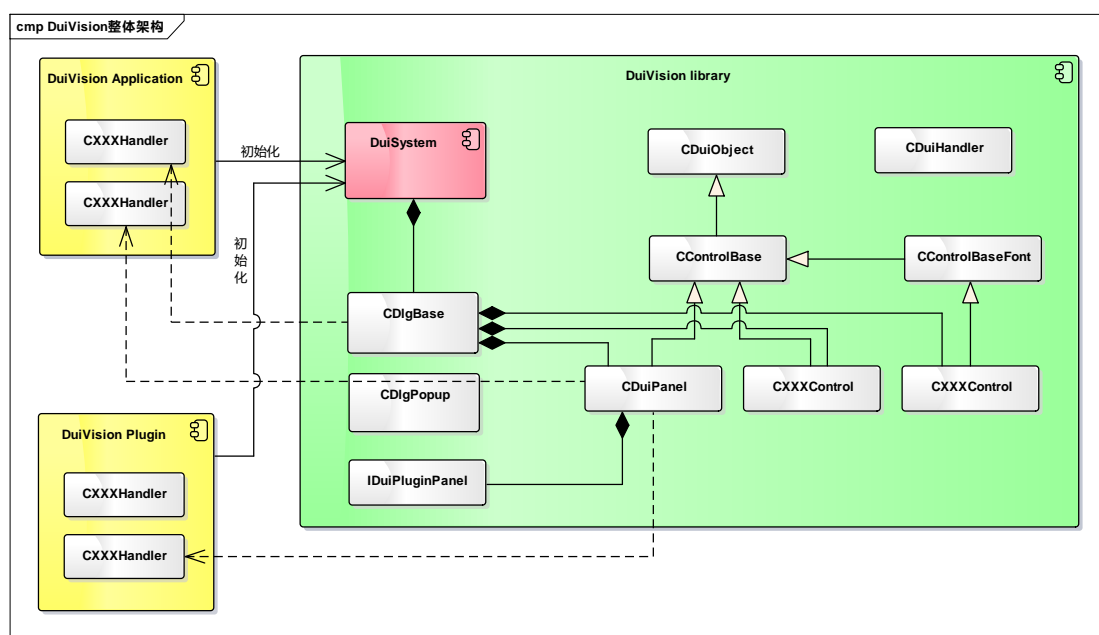 cmp DuiVision整体架构
DuiVision Application
CXXXHandler
CXXXHandler
初始化
初
始
化
DuiVision Plugin
CXXXHandler
CXXXHandler
DuiVision library
DuiSystem
CDuiObject
CDuiHandler
CControlBase
CControlBaseFont
CDlgBase
CDlgPopup
CDuiPanel
CXXXControl
CXXXControl
IDuiPluginPanel